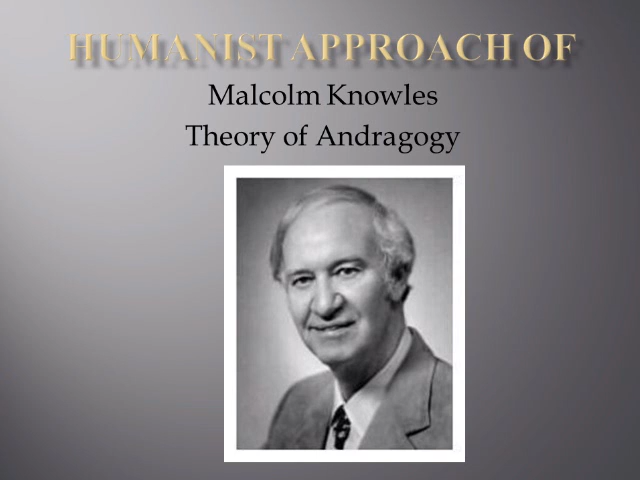 HUMANIST APPROACH OF
Malcolm Knowles
Theory of Andragogy